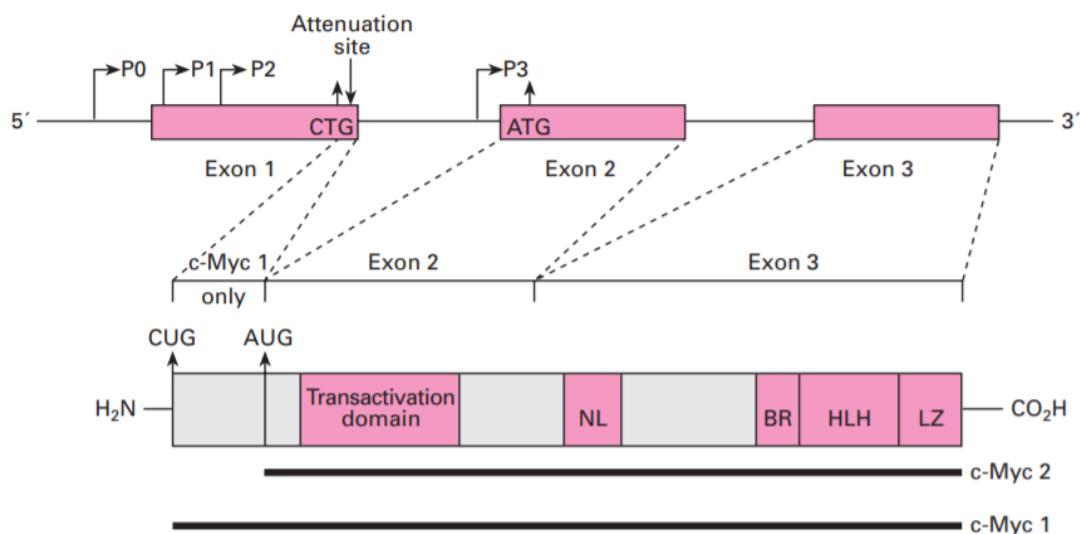 Attenuation
site
P0 P1 P2 P3
5´ CTG ATG 3´
Exon 1 Exon 2 Exon 3
c-Myc 1 Exon 2 Exon 3
only
CUG AUG
H₂N Transactivation domain NL BR HLH LZ CO₂H
c-Myc 2
c-Myc 1